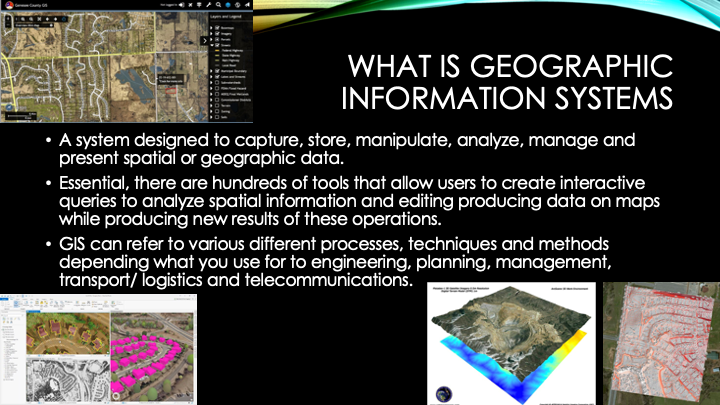 Genesee County GIS
Layers and Legend
WHAT IS GEOGRAPHIC
INFORMATION SYSTEMS
• A system designed to capture, store, manipulate, analyze, manage and
present spatial or geographic data.
• Essential, there are hundreds of tools that allow users to create interactive
queries to analyze spatial information and editing producing data on maps
while producing new results of these operations.
• GIS can refer to various different processes, techniques and methods
depending what you use for to engineering, planning, management,
transport/ logistics and telecommunications.